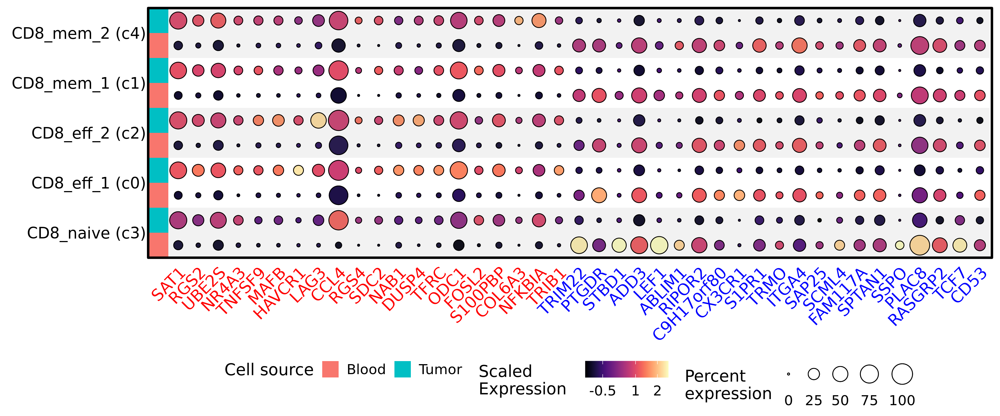 CD8_mem_2 (c4)
CD8_mem_1 (c1)
CD8_eff_2 (c2)
CD8_eff_1 (c0)
CD8_naive (c3)
SAT1
RGS2
UBE2S
NR4A3
TNFSF9
MAFB
HAVCR1
LAG3
CCL4
RGS4
SDC2
NAB1
DUSP4
TFRC
ODC1
FOSL2
S100PBP
COL6A3
NFKBIA
TRIB1
TRIM22
PTGDR
STBD1
ADD3
LEF1
ABLIM1
RIPOR2
C9H17orf80
CX3CR1
S1PR1
TRMO
ITGA4
SAP25
SCML4
FAM117A
SPTAN1
SSPO
PLAC8
RASGRP2
TCF7
CD53
Cell source
Blood
Tumor
Scaled
Expression
-0.5 1 2
Percent
expression
0 25 50 75 100